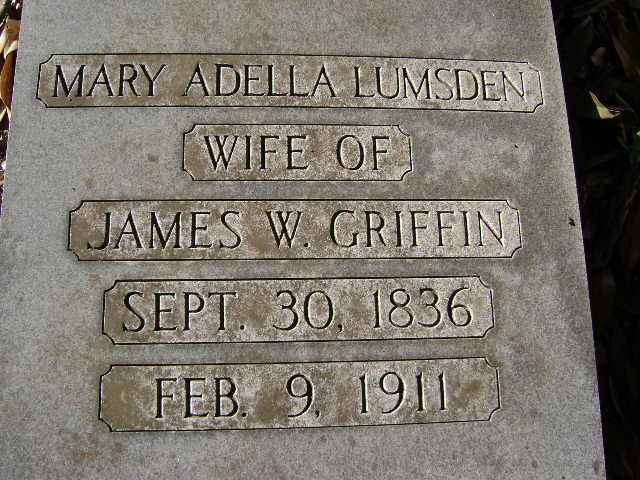 MARY ADELLA LUMSDEN
WIFE OF
JAMES W. GRIFFIN
SEPT. 30, 1836
FEB. 9, 1911